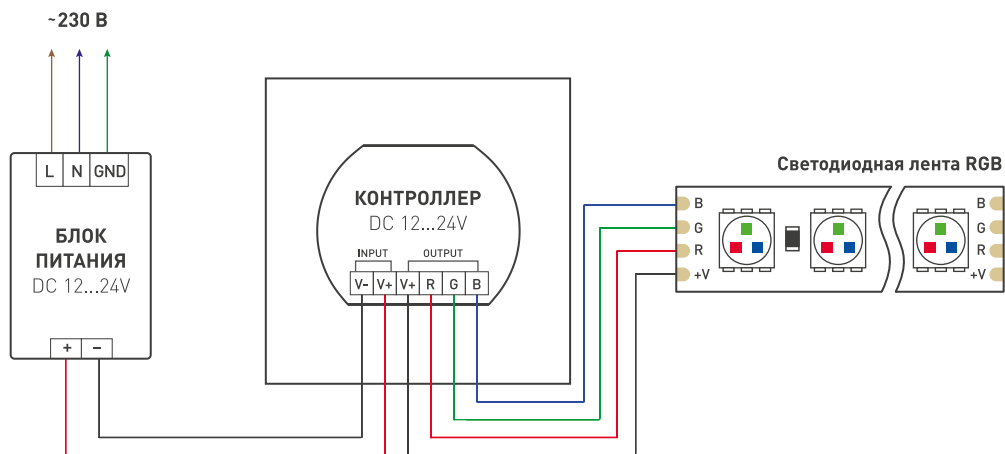 ~230 В
L N GND
БЛОК
ПИТАНИЯ
DC 12...24V
+ −
КОНТРОЛЛЕР
DC 12...24V
INPUT OUTPUT
V- V+ V+ R G B
Светодиодная лента RGB
B B
G G
R R
+V +V